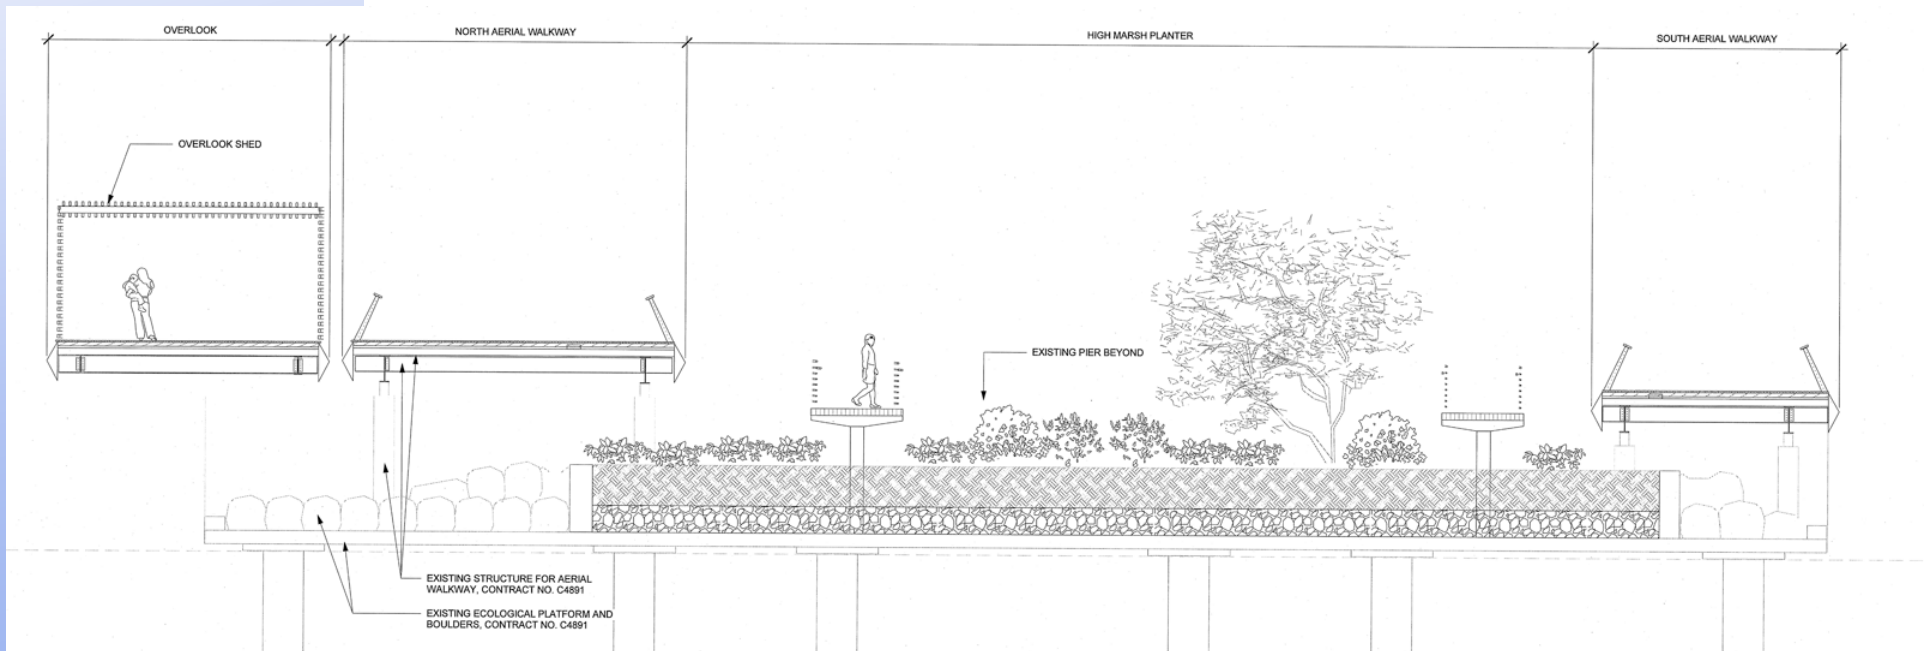 OVERLOOK
NORTH AERIAL WALKWAY
HIGH MARSH PLANTER
SOUTH AERIAL WALKWAY
OVERLOOK SHED
EXISTING PIER BEYOND
EXISTING STRUCTURE FOR AERIAL
WALKWAY, CONTRACT NO. C4891
EXISTING ECOLOGICAL PLATFORM AND
BOULDERS, CONTRACT NO. C4891